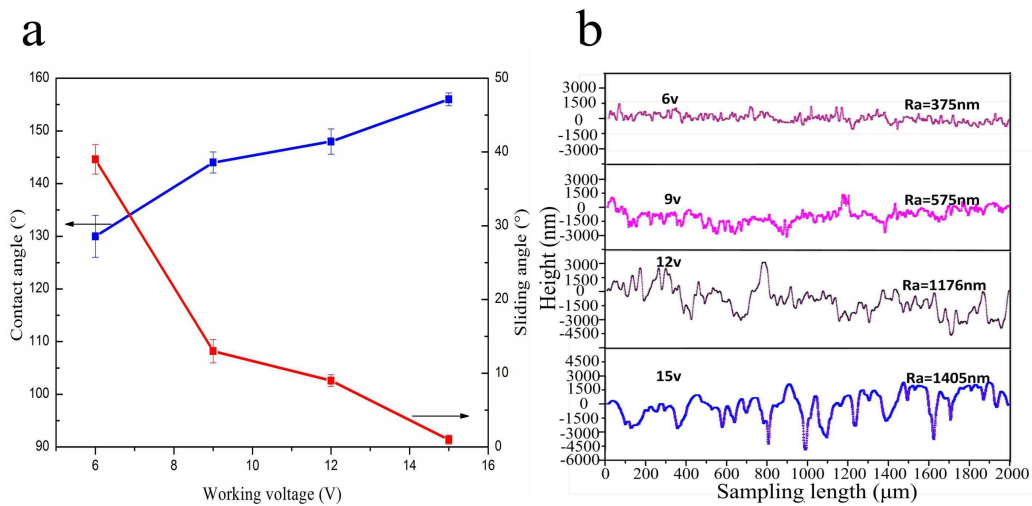 a
160
150
140
130
120
110
100
90
Contact angle (°)
50
40
30
20
10
0
Sliding angle (°)
6 8 10 12 14 16
Working voltage (V)
b
3000
1500
0
-1500
-3000
6v
Ra=375nm
3000
1500
0
-1500
-3000
9v
Ra=575nm
3000
1500
0
-1500
-3000
-4500
12v
Ra=1176nm
4500
3000
1500
0
-1500
-3000
-4500
-6000
15v
Ra=1405nm
Height (nm)
0 200 400 600 800 1000 1200 1400 1600 1800 2000
Sampling length (μm)